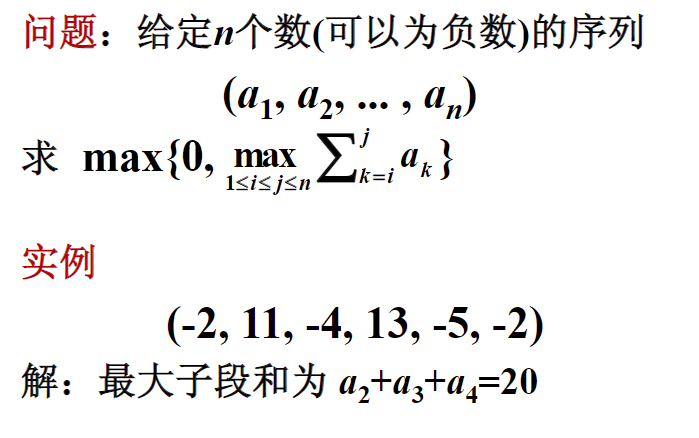 问题：给定n个数(可以为负数)的序列
(a₁, a₂, ... , aₙ)
求 max{0, max_{1≤i≤j≤n} ∑_{k=i}^{j} a_k}
实例
(-2, 11, -4, 13, -5, -2)
解：最大子段和为 a₂+a₃+a₄=20